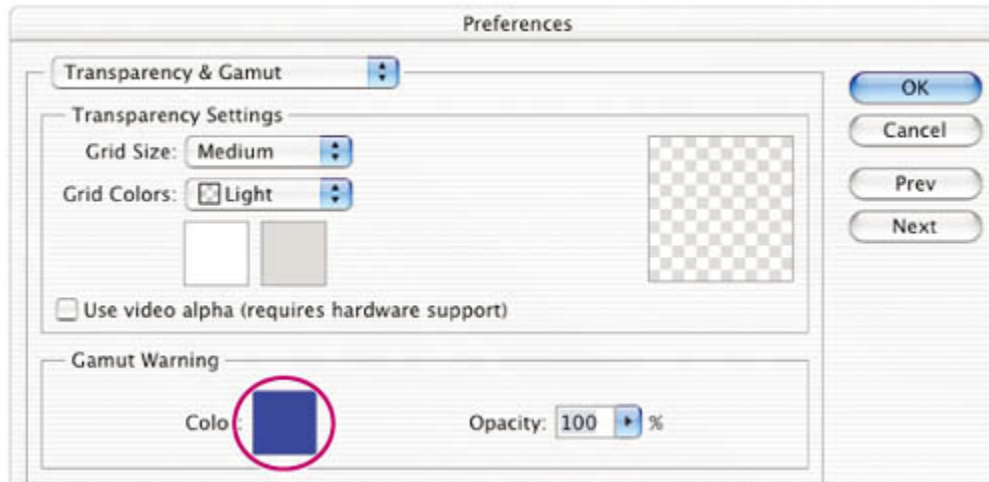 Preferences
Transparency & Gamut
OK
Transparency Settings
Grid Size: Medium
Cancel
Grid Colors: Light
Prev
Next
Use video alpha (requires hardware support)
Gamut Warning
Colo :
Opacity: 100 %